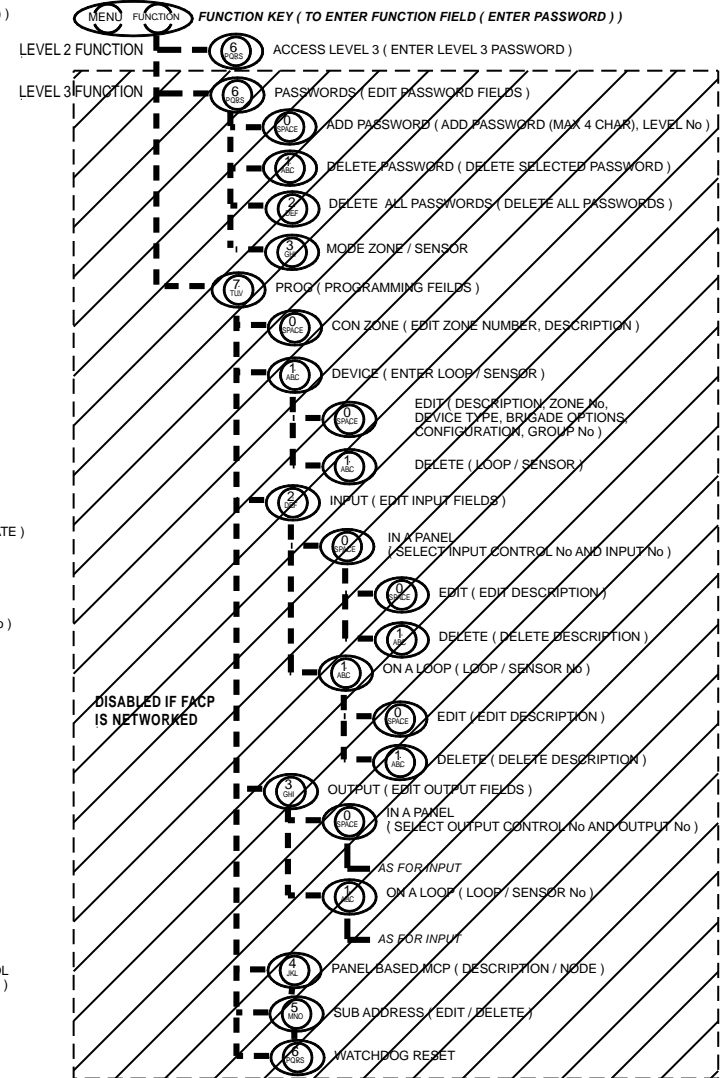 ) )
MENU FUNCTION FUNCTION KEY ( TO ENTER FUNCTION FIELD ( ENTER PASSWORD ) )
LEVEL 2 FUNCTION 6 PQRS ACCESS LEVEL 3 ( ENTER LEVEL 3 PASSWORD )
LEVEL 3 FUNCTION 6 PQRS PASSWORDS ( EDIT PASSWORD FIELDS )
0 SPACE ADD PASSWORD ( ADD PASSWORD (MAX 4 CHAR), LEVEL No )
1 ABC DELETE PASSWORD ( DELETE SELECTED PASSWORD )
2 DEF DELETE ALL PASSWORDS ( DELETE ALL PASSWORDS )
3 GHI MODE ZONE / SENSOR
7 TUV PROG ( PROGRAMMING FEILDS )
0 SPACE CON ZONE ( EDIT ZONE NUMBER, DESCRIPTION )
1 ABC DEVICE ( ENTER LOOP / SENSOR )
0 SPACE EDIT ( DESCRIPTION, ZONE No,
DEVICE TYPE, BRIGADE OPTIONS,
CONFIGURATION, GROUP No )
1 ABC DELETE ( LOOP / SENSOR )
2 DEF INPUT ( EDIT INPUT FIELDS )
ATE )
0 SPACE IN A PANEL
( SELECT INPUT CONTROL No AND INPUT No )
0 SPACE EDIT ( EDIT DESCRIPTION )
o )
1 ABC DELETE ( DELETE DESCRIPTION )
1 ABC ON A LOOP ( LOOP / SENSOR No )
DISABLED IF FACP
IS NETWORKED
0 SPACE EDIT ( EDIT DESCRIPTION )
1 ABC DELETE ( DELETE DESCRIPTION )
3 GHI OUTPUT ( EDIT OUTPUT FIELDS )
0 SPACE IN A PANEL
( SELECT OUTPUT CONTROL No AND OUTPUT No )
AS FOR INPUT
1 ABC ON A LOOP ( LOOP / SENSOR No )
AS FOR INPUT
OL
)
4 JKL PANEL BASED MCP ( DESCRIPTION / NODE )
5 MNO SUB ADDRESS ( EDIT / DELETE )
6 PQRS WATCHDOG RESET